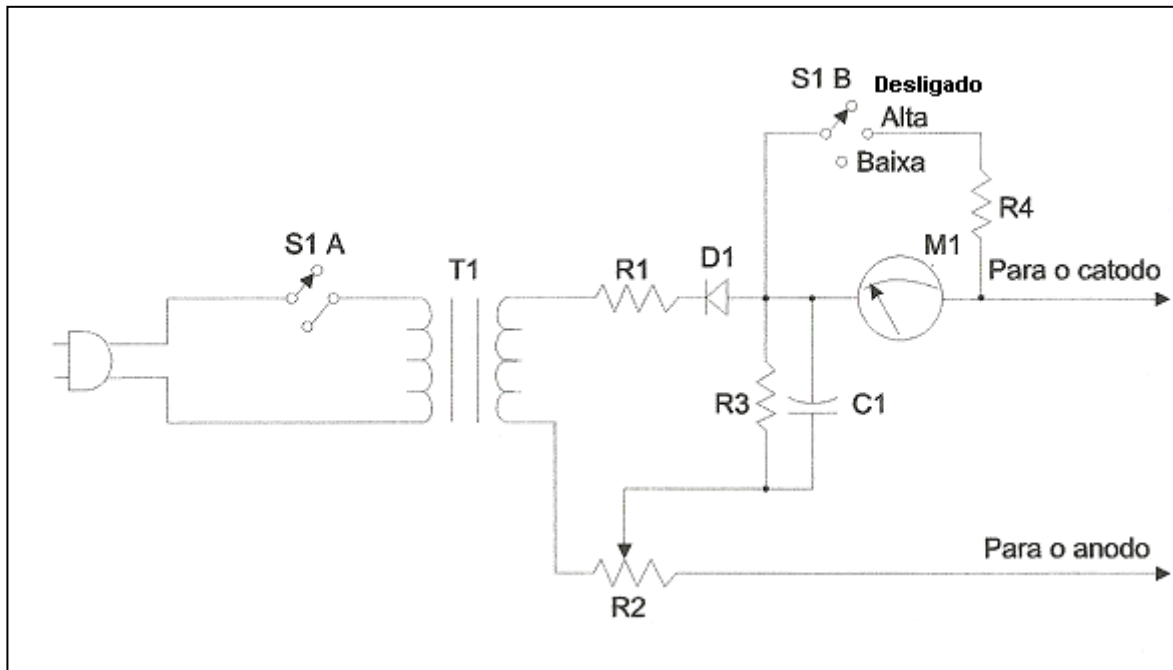 S1 B
Desligado
Alta
Baixa
R4
S1 A
T1
R1
D1
M1
Para o catodo
R3
C1
Para o anodo
R2